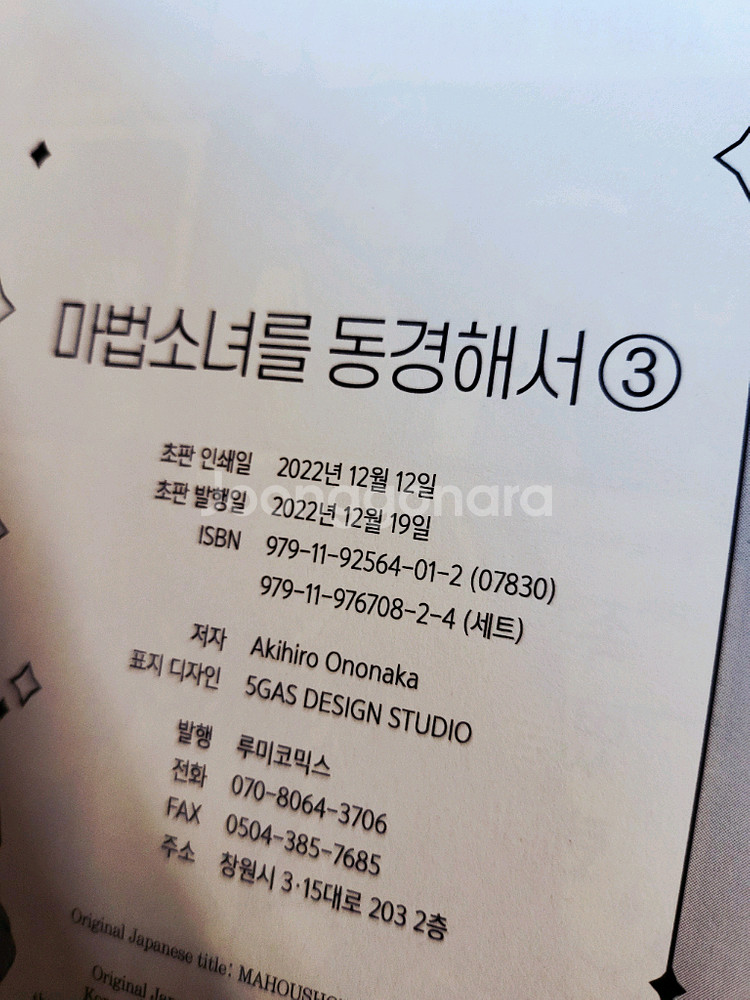 마법소녀를 동경해서 ③
초판 인쇄일 2022년 12월 12일
초판 발행일 2022년 12월 19일
ISBN 979-11-92564-01-2 (07830)
979-11-976708-2-4 (세트)
저자 Akihiro Ononaka
표지 디자인 5GAS DESIGN STUDIO
발행 루미코믹스
전화 070-8064-3706
FAX 0504-385-7685
주소 창원시 3·15대로 203 2층
Original Japanese title:
Original
Joonggonara